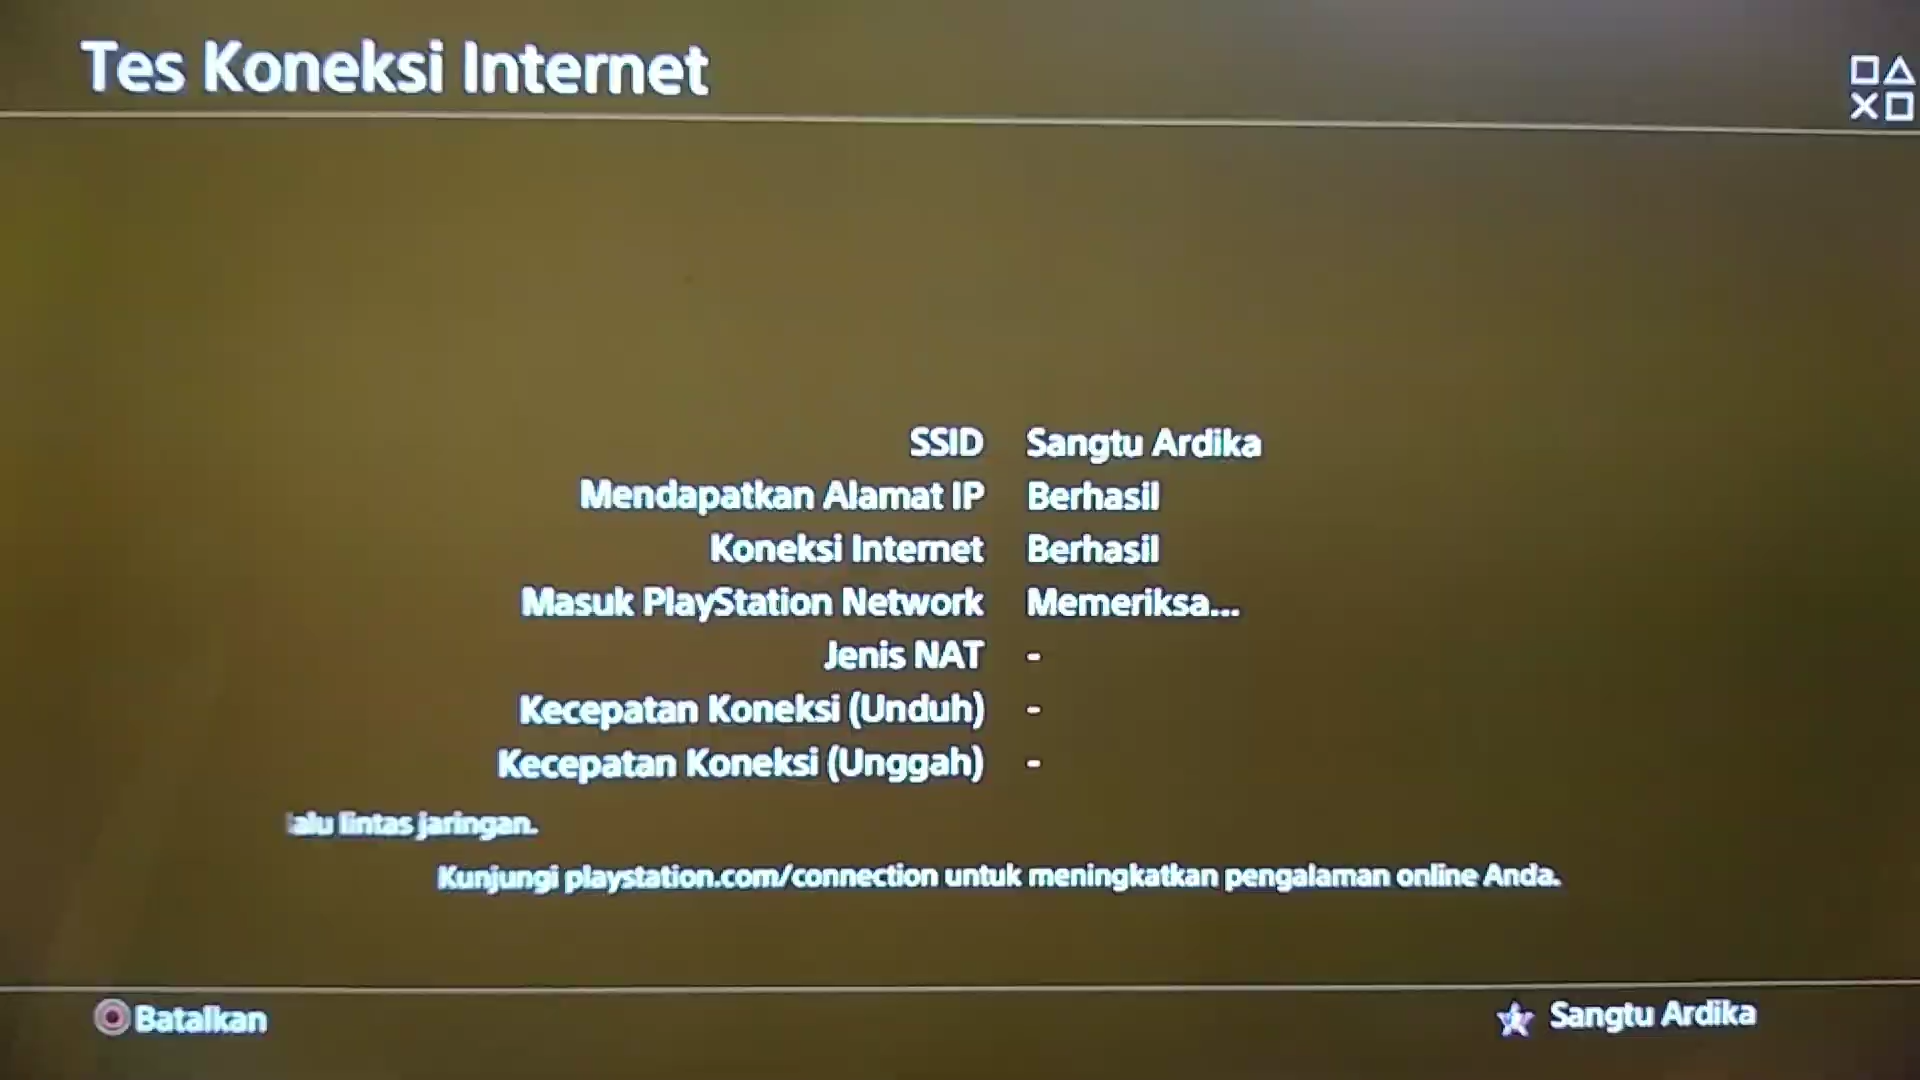 Tes Koneksi Internet
SSID Sangtu Ardika
Mendapatkan Alamat IP Berhasil
Koneksi Internet Berhasil
Masuk PlayStation Network Memeriksa...
Jenis NAT -
Kecepatan Koneksi (Unduh) -
Kecepatan Koneksi (Unggah) -
lalu lintas jaringan.
Kunjungi playstation.com/connection untuk meningkatkan pengalaman online Anda.
Batalkan
Sangtu Ardika